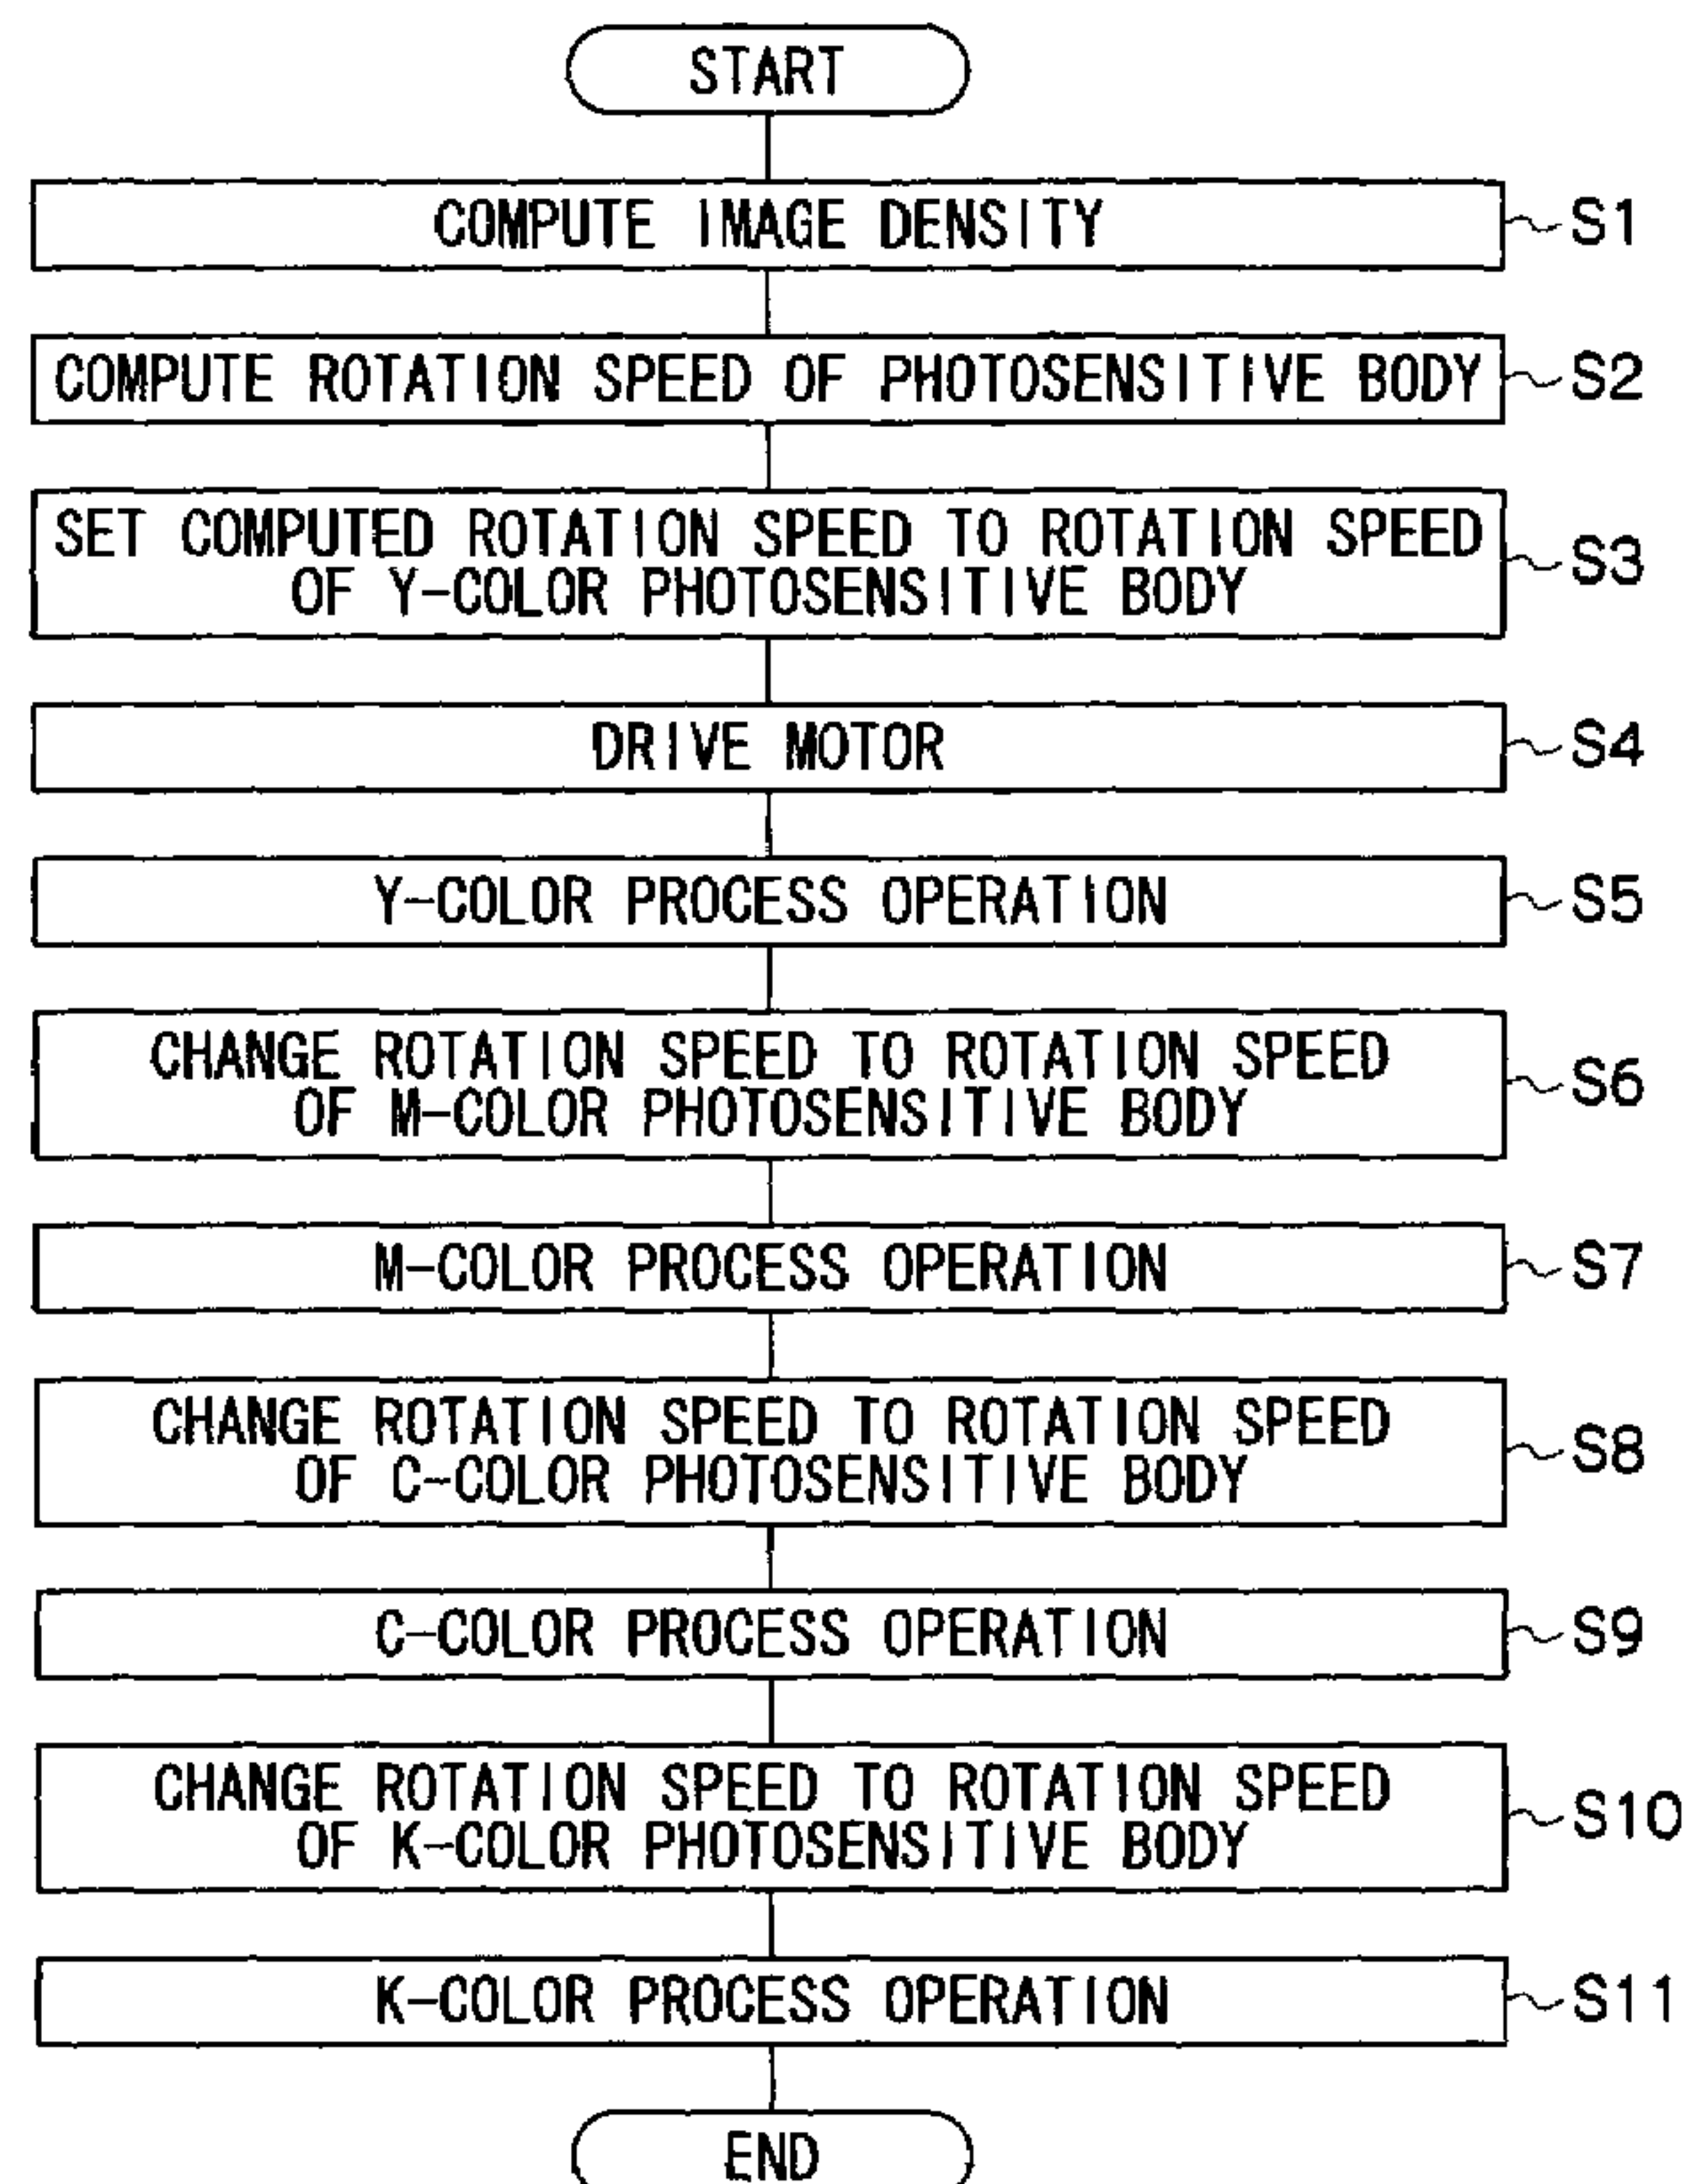 START
COMPUTE IMAGE DENSITY
S1
COMPUTE ROTATION SPEED OF PHOTOSENSITIVE BODY
S2
SET COMPUTED ROTATION SPEED TO ROTATION SPEED
OF Y-COLOR PHOTOSENSITIVE BODY
S3
DRIVE MOTOR
S4
Y-COLOR PROCESS OPERATION
S5
CHANGE ROTATION SPEED TO ROTATION SPEED
OF M-COLOR PHOTOSENSITIVE BODY
S6
M-COLOR PROCESS OPERATION
S7
CHANGE ROTATION SPEED TO ROTATION SPEED
OF C-COLOR PHOTOSENSITIVE BODY
S8
C-COLOR PROCESS OPERATION
S9
CHANGE ROTATION SPEED TO ROTATION SPEED
OF K-COLOR PHOTOSENSITIVE BODY
S10
K-COLOR PROCESS OPERATION
S11
END